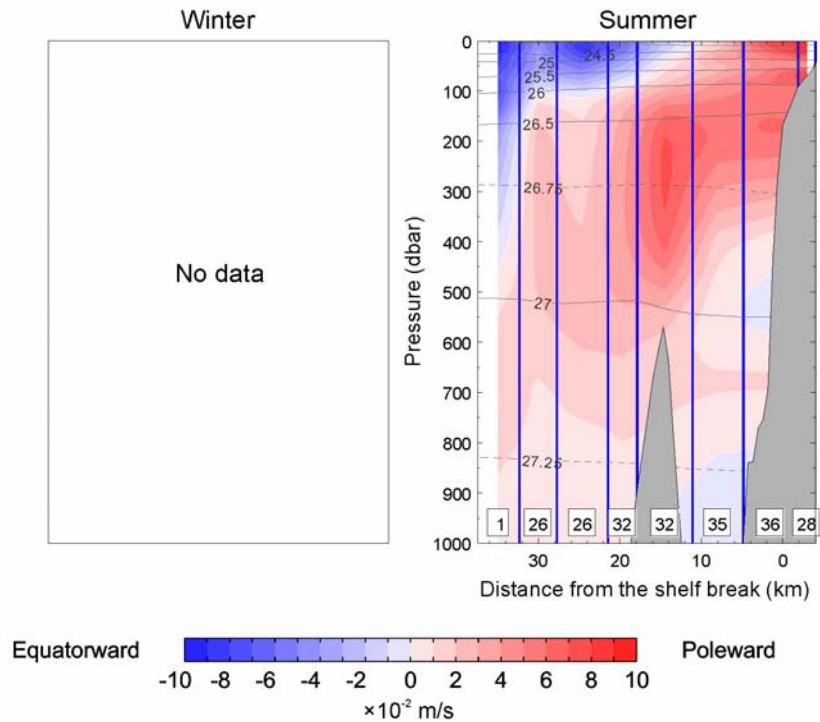 Winter
Summer
No data
Pressure (dbar)
0
100
200
300
400
500
600
700
800
900
1000
24.5
25
25.5
26
26.5
26.75
27
27.25
1 26 26 32 32 35 36 28
30 20 10 0
Distance from the shelf break (km)
Equatorward
Poleward
-10 -8 -6 -4 -2 0 2 4 6 8 10
×10⁻² m/s